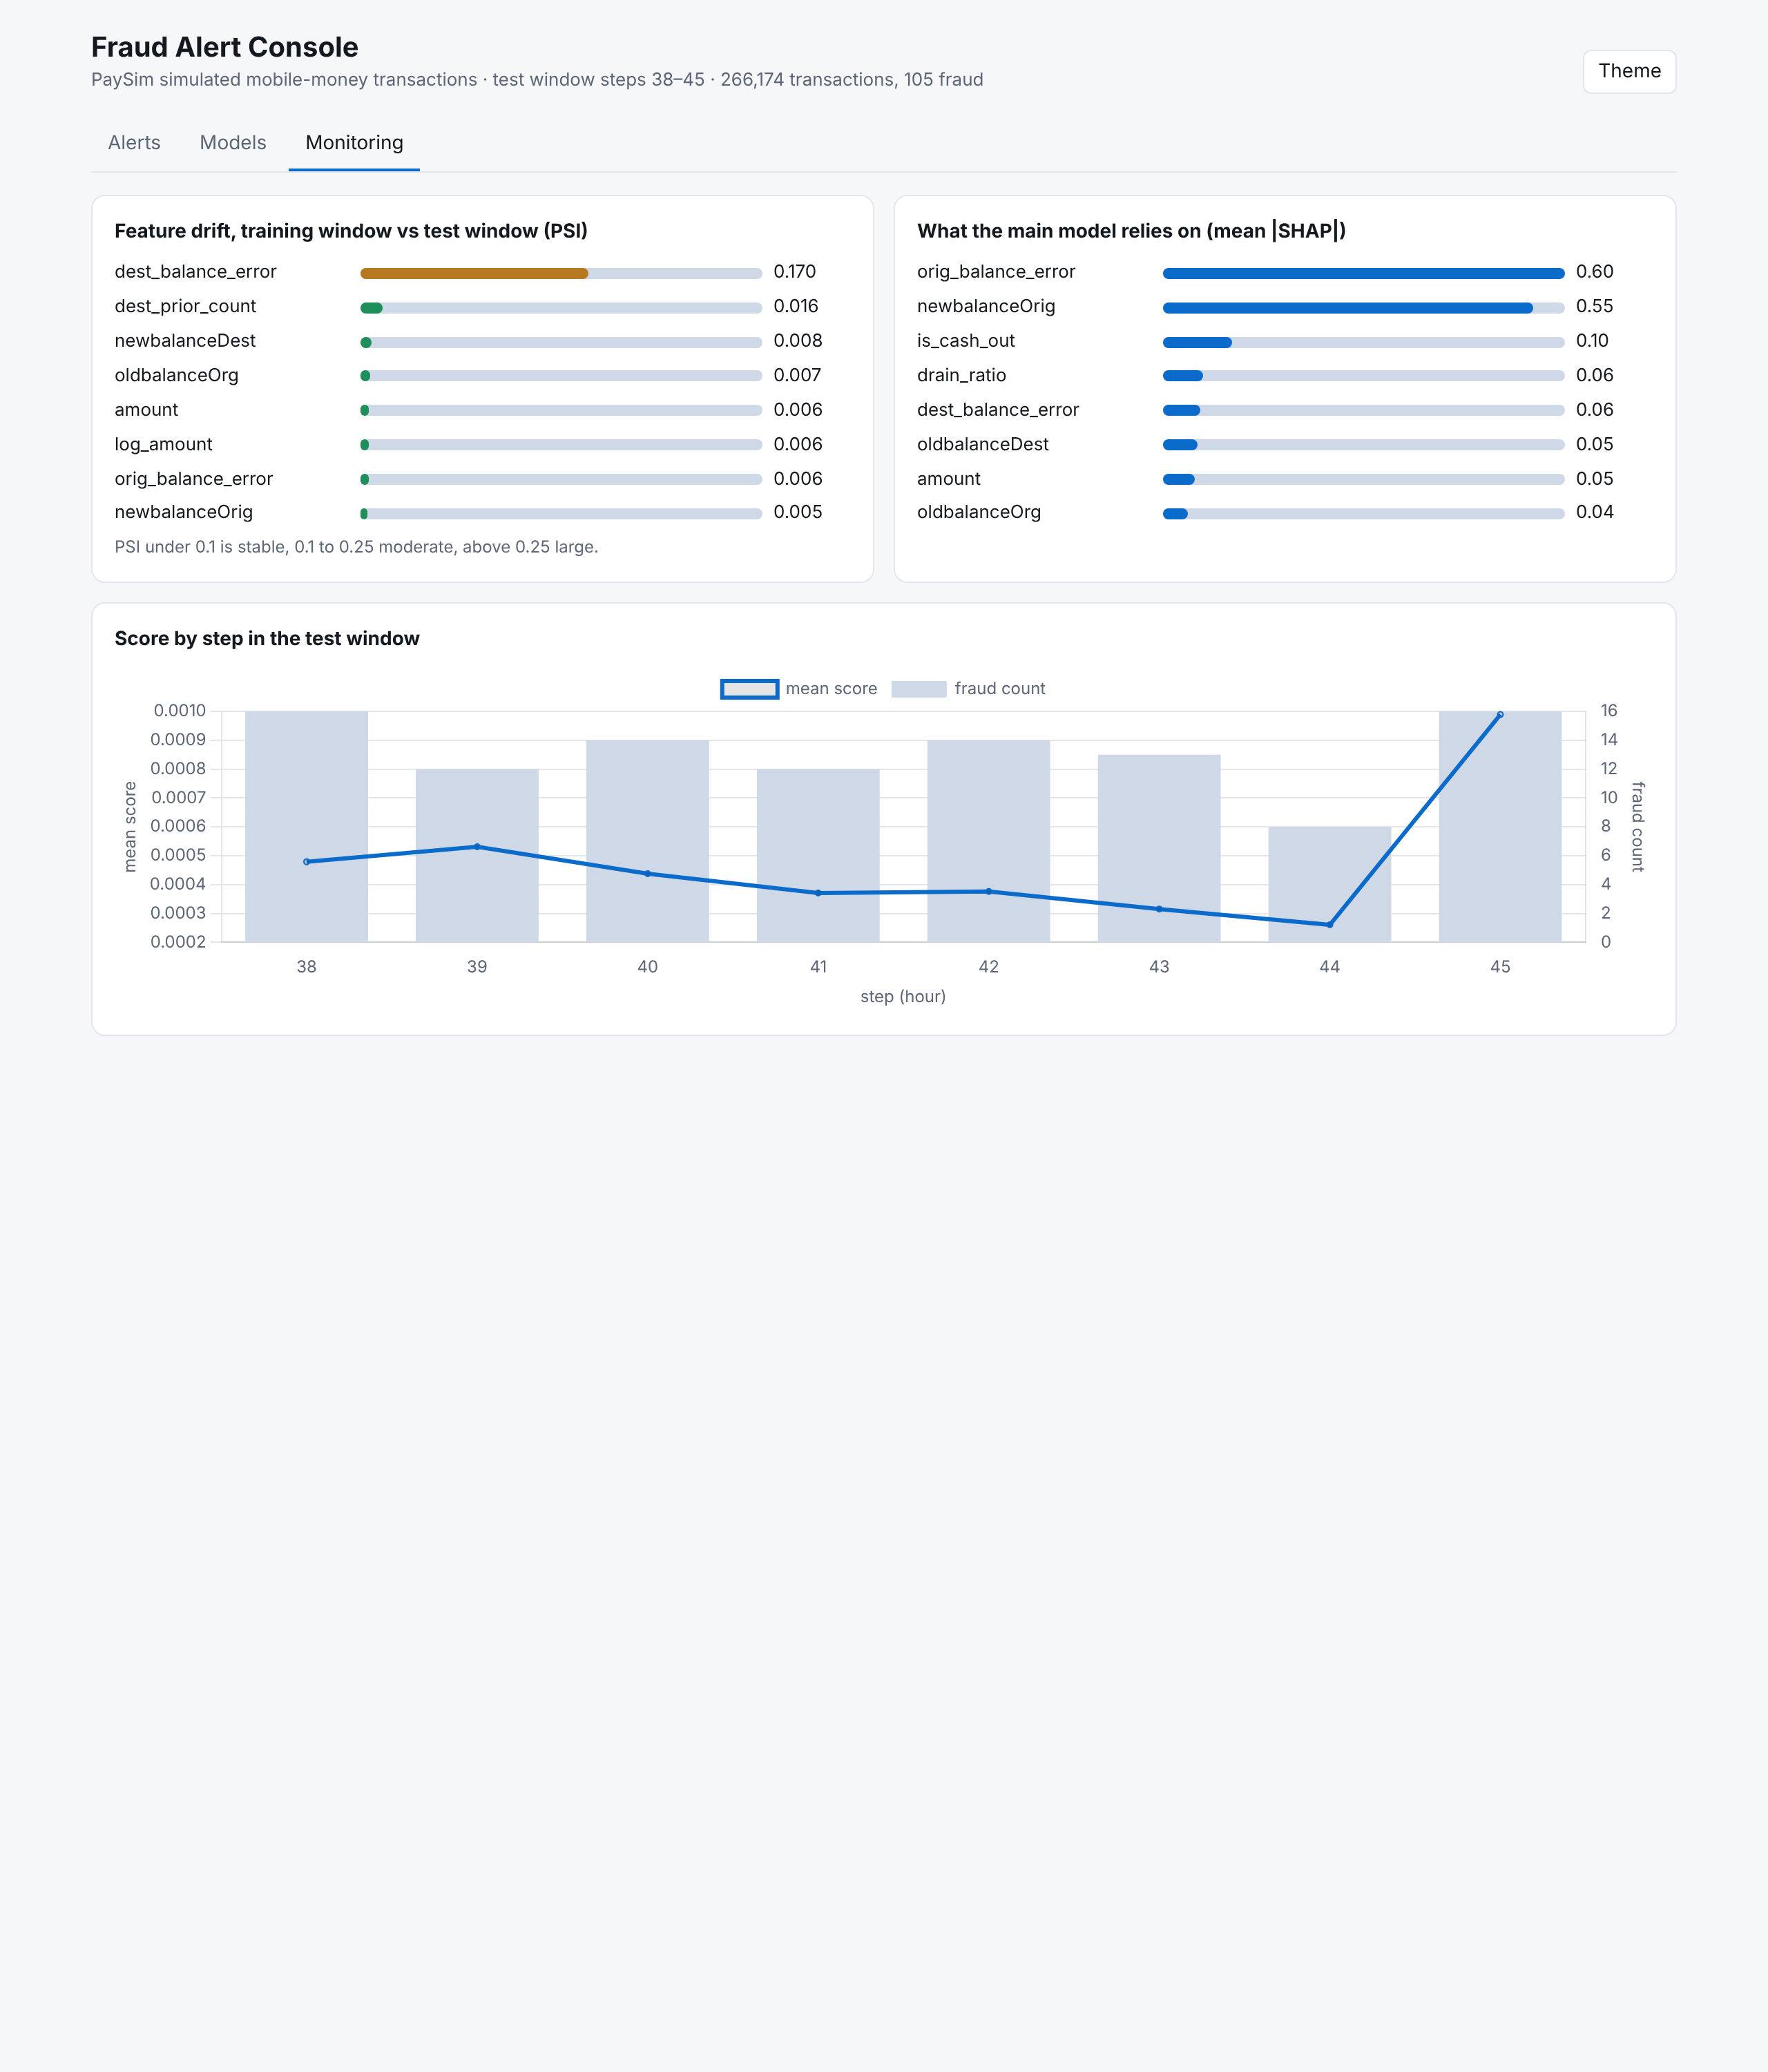 Fraud Alert Console
PaySim simulated mobile-money transactions · test window steps 38–45 · 266,174 transactions, 105 fraud
Theme
Alerts Models Monitoring
Feature drift, training window vs test window (PSI)
dest_balance_error 0.170
dest_prior_count 0.016
newbalanceDest 0.008
oldbalanceOrg 0.007
amount 0.006
log_amount 0.006
orig_balance_error 0.006
newbalanceOrig 0.005
PSI under 0.1 is stable, 0.1 to 0.25 moderate, above 0.25 large.
What the main model relies on (mean |SHAP|)
orig_balance_error 0.60
newbalanceOrig 0.55
is_cash_out 0.10
drain_ratio 0.06
dest_balance_error 0.06
oldbalanceDest 0.05
amount 0.05
oldbalanceOrg 0.04
Score by step in the test window
mean score fraud count
mean score
0.0010
0.0009
0.0008
0.0007
0.0006
0.0005
0.0004
0.0003
0.0002
16
14
12
10
8
6
4
2
0
fraud count
38 39 40 41 42 43 44 45
step (hour)